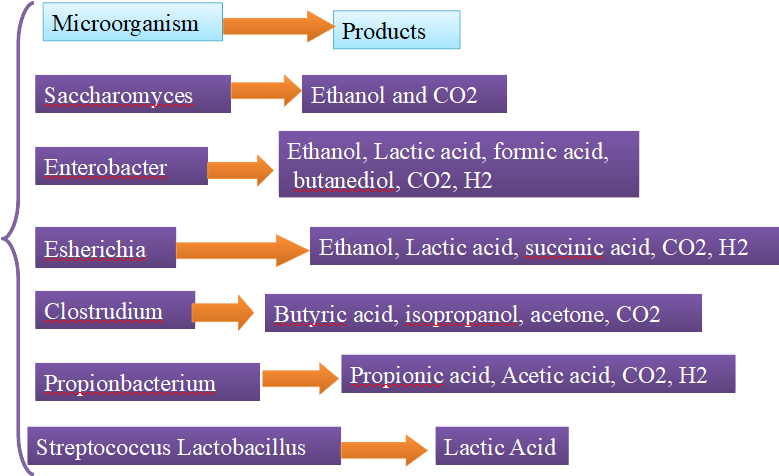 Microorganism
Products
Saccharomyces
Ethanol and CO2
Enterobacter
Ethanol, Lactic acid, formic acid,
butanediol, CO2, H2
Esherichia
Ethanol, Lactic acid, succinic acid, CO2, H2
Clostrudium
Butyric acid, isopropanol, acetone, CO2
Propionbacterium
Propionic acid, Acetic acid, CO2, H2
Streptococcus Lactobacillus
Lactic Acid